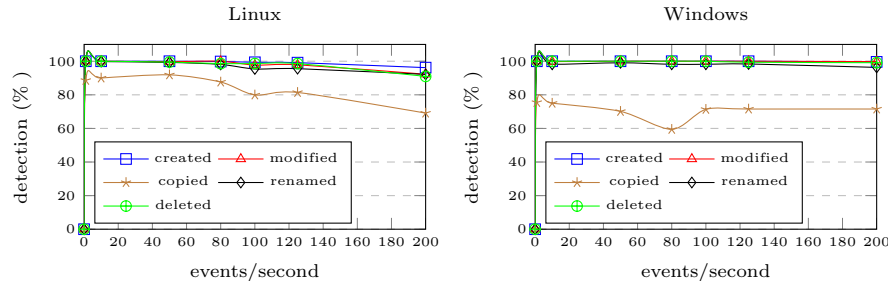 Linux
100
80
60
40
20
0
detection (% )
created
modified
copied
renamed
deleted
0 20 40 60 80 100 120 140 160 180 200
events/second
Windows
100
80
60
40
20
0
detection (% )
created
modified
copied
renamed
deleted
0 20 40 60 80 100 120 140 160 180 200
events/second